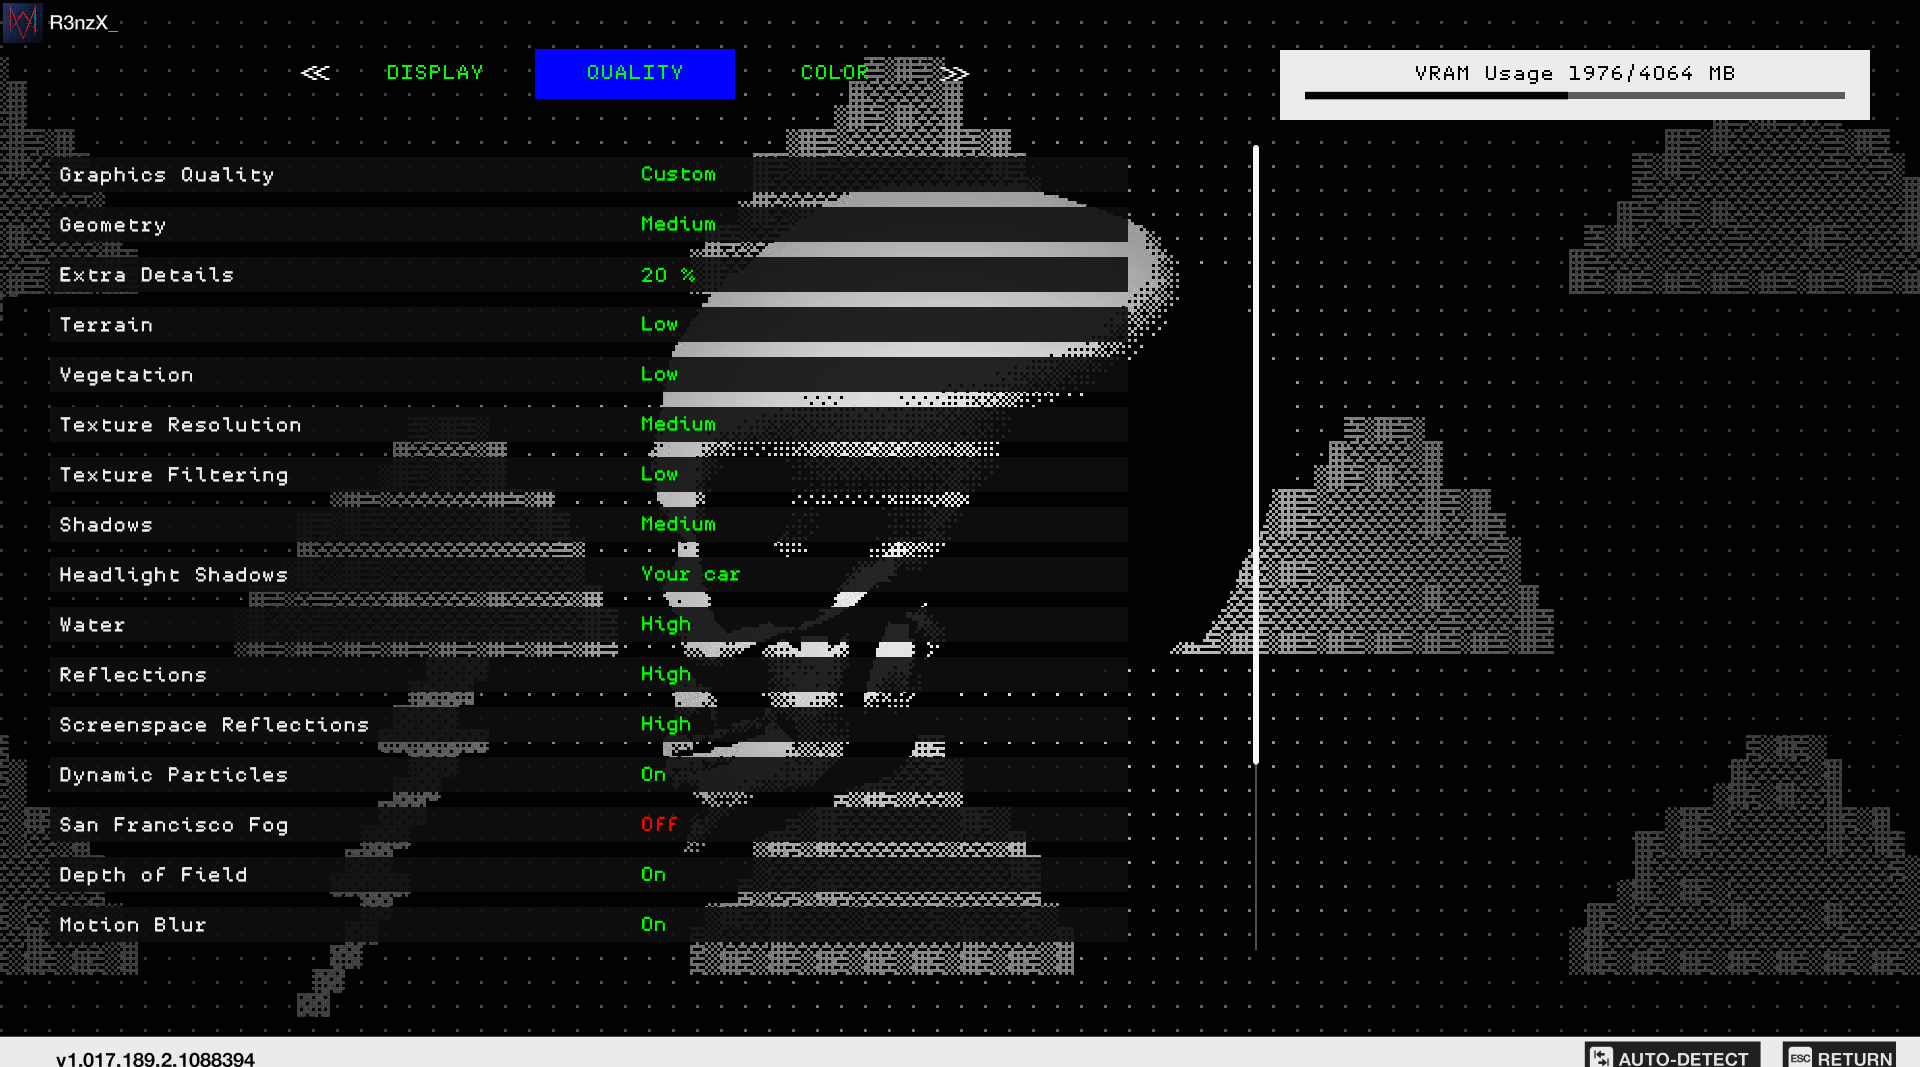 R3nzX_
DISPLAY QUALITY COLOR
VRAM Usage 1976/4064 MB
Graphics Quality Custom
Geometry Medium
Extra Details 20 %
Terrain Low
Vegetation Low
Texture Resolution Medium
Texture Filtering Low
Shadows Medium
Headlight Shadows Your car
Water High
Reflections High
Screenspace Reflections High
Dynamic Particles On
San Francisco Fog Off
Depth of Field On
Motion Blur On
v1.017.189.2.1088394
AUTO-DETECT ESC RETURN